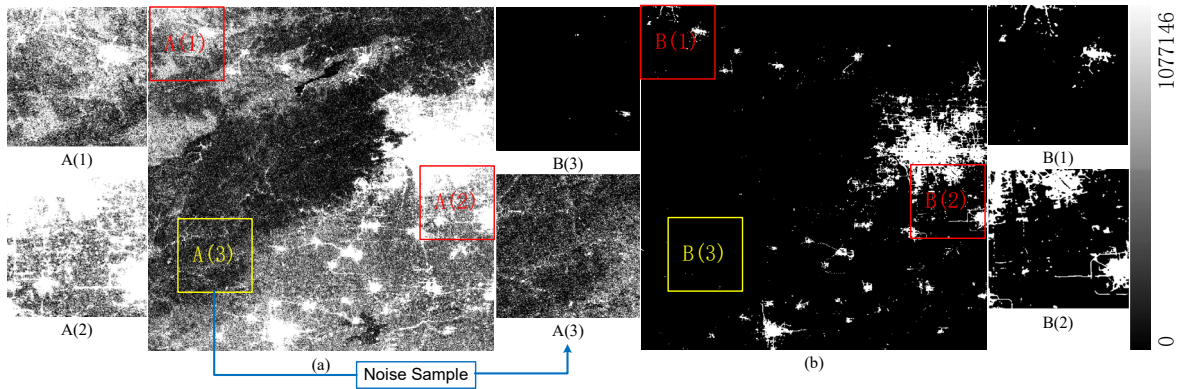 A(1)
A(1)
B(3)
B(1)
B(1)
A(2)
A(3)
A(2)
B(2)
B(3)
A(3)
B(2)
(a)
(b)
Noise Sample
1077146
0